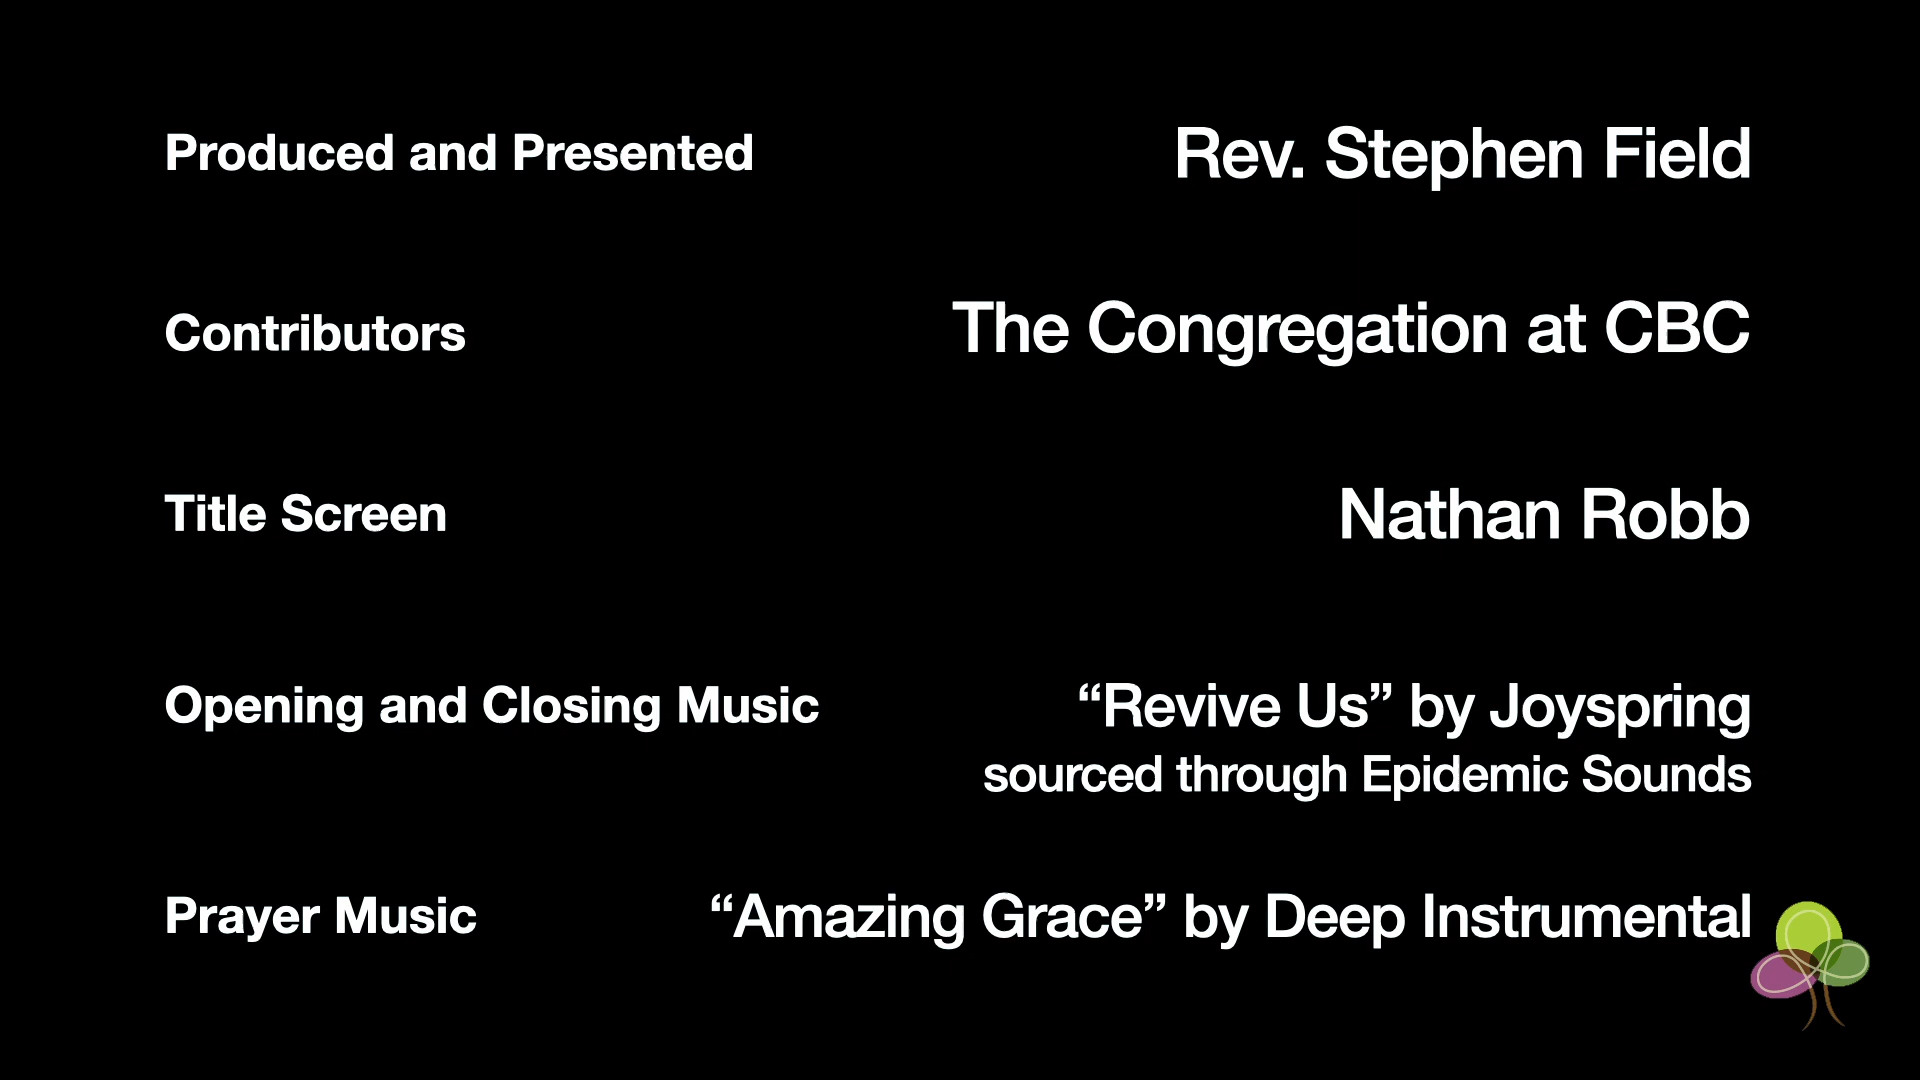 Produced and Presented Rev. Stephen Field
Contributors The Congregation at CBC
Title Screen Nathan Robb
Opening and Closing Music “Revive Us” by Joyspring
sourced through Epidemic Sounds
Prayer Music “Amazing Grace” by Deep Instrumental